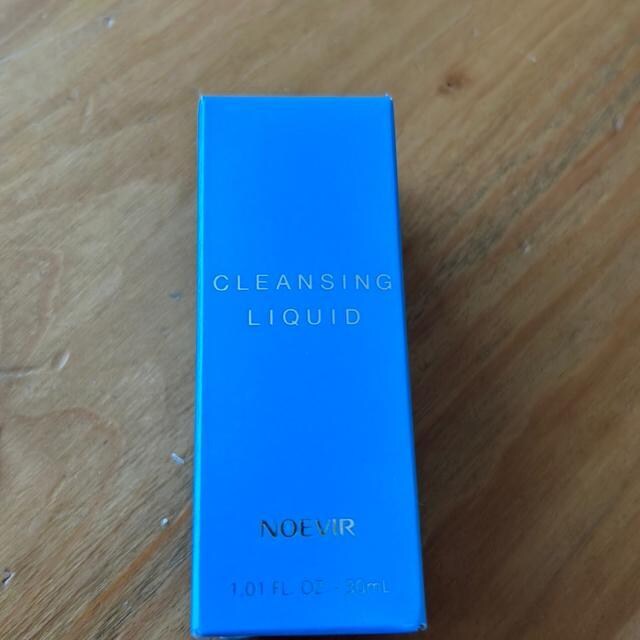 CLEANSING
LIQUID
NOEVIR
1.01 FL. OZ - 30mL